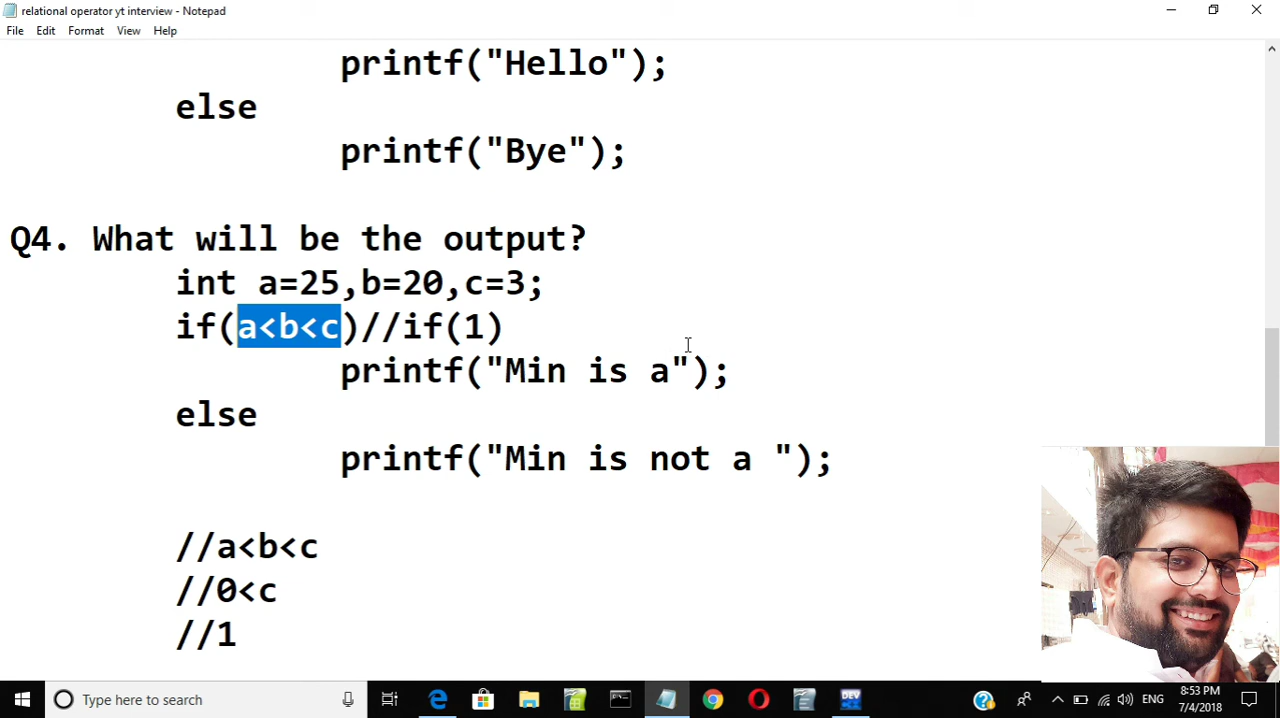 relational operator yt interview - Notepad
File Edit Format View Help
printf("Hello");
else
printf("Bye");
Q4. What will be the output?
int a=25,b=20,c=3;
if(a<b<c)//if(1)
printf("Min is a");
else
printf("Min is not a ");
//a<b<c
//0<c
//1
Type here to search
DEV
ENG
8:53 PM
7/4/2018